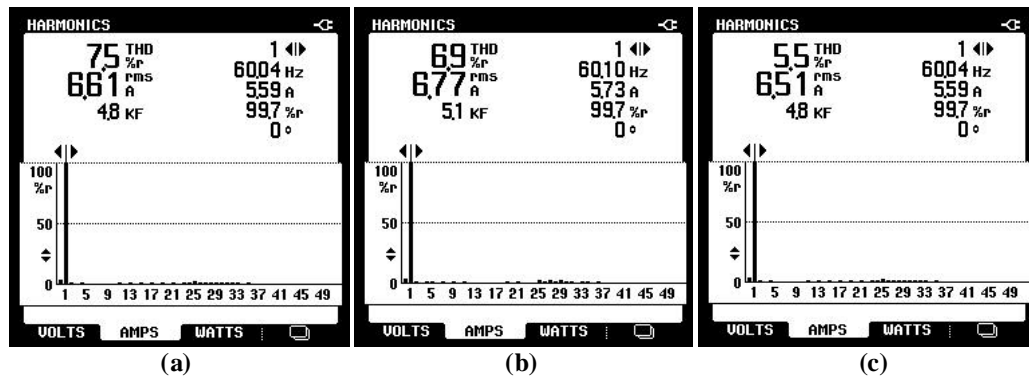 HARMONICS
7.5 THD %r
6.61 rms A
4.8 KF
1
60.04 Hz
5.59 A
99.7 %r
0 °
100
%r
50
0
1 5 9 13 17 21 25 29 33 37 41 45 49
VOLTS AMPS WATTS
(a)
HARMONICS
6.9 THD %r
6.77 rms A
5.1 KF
1
60.10 Hz
5.73 A
99.7 %r
0 °
100
%r
50
0
1 5 9 13 17 21 25 29 33 37 41 45 49
VOLTS AMPS WATTS
(b)
HARMONICS
5.5 THD %r
6.51 rms A
4.8 KF
1
60.04 Hz
5.59 A
99.7 %r
0 °
100
%r
50
0
1 5 9 13 17 21 25 29 33 37 41 45 49
VOLTS AMPS WATTS
(c)